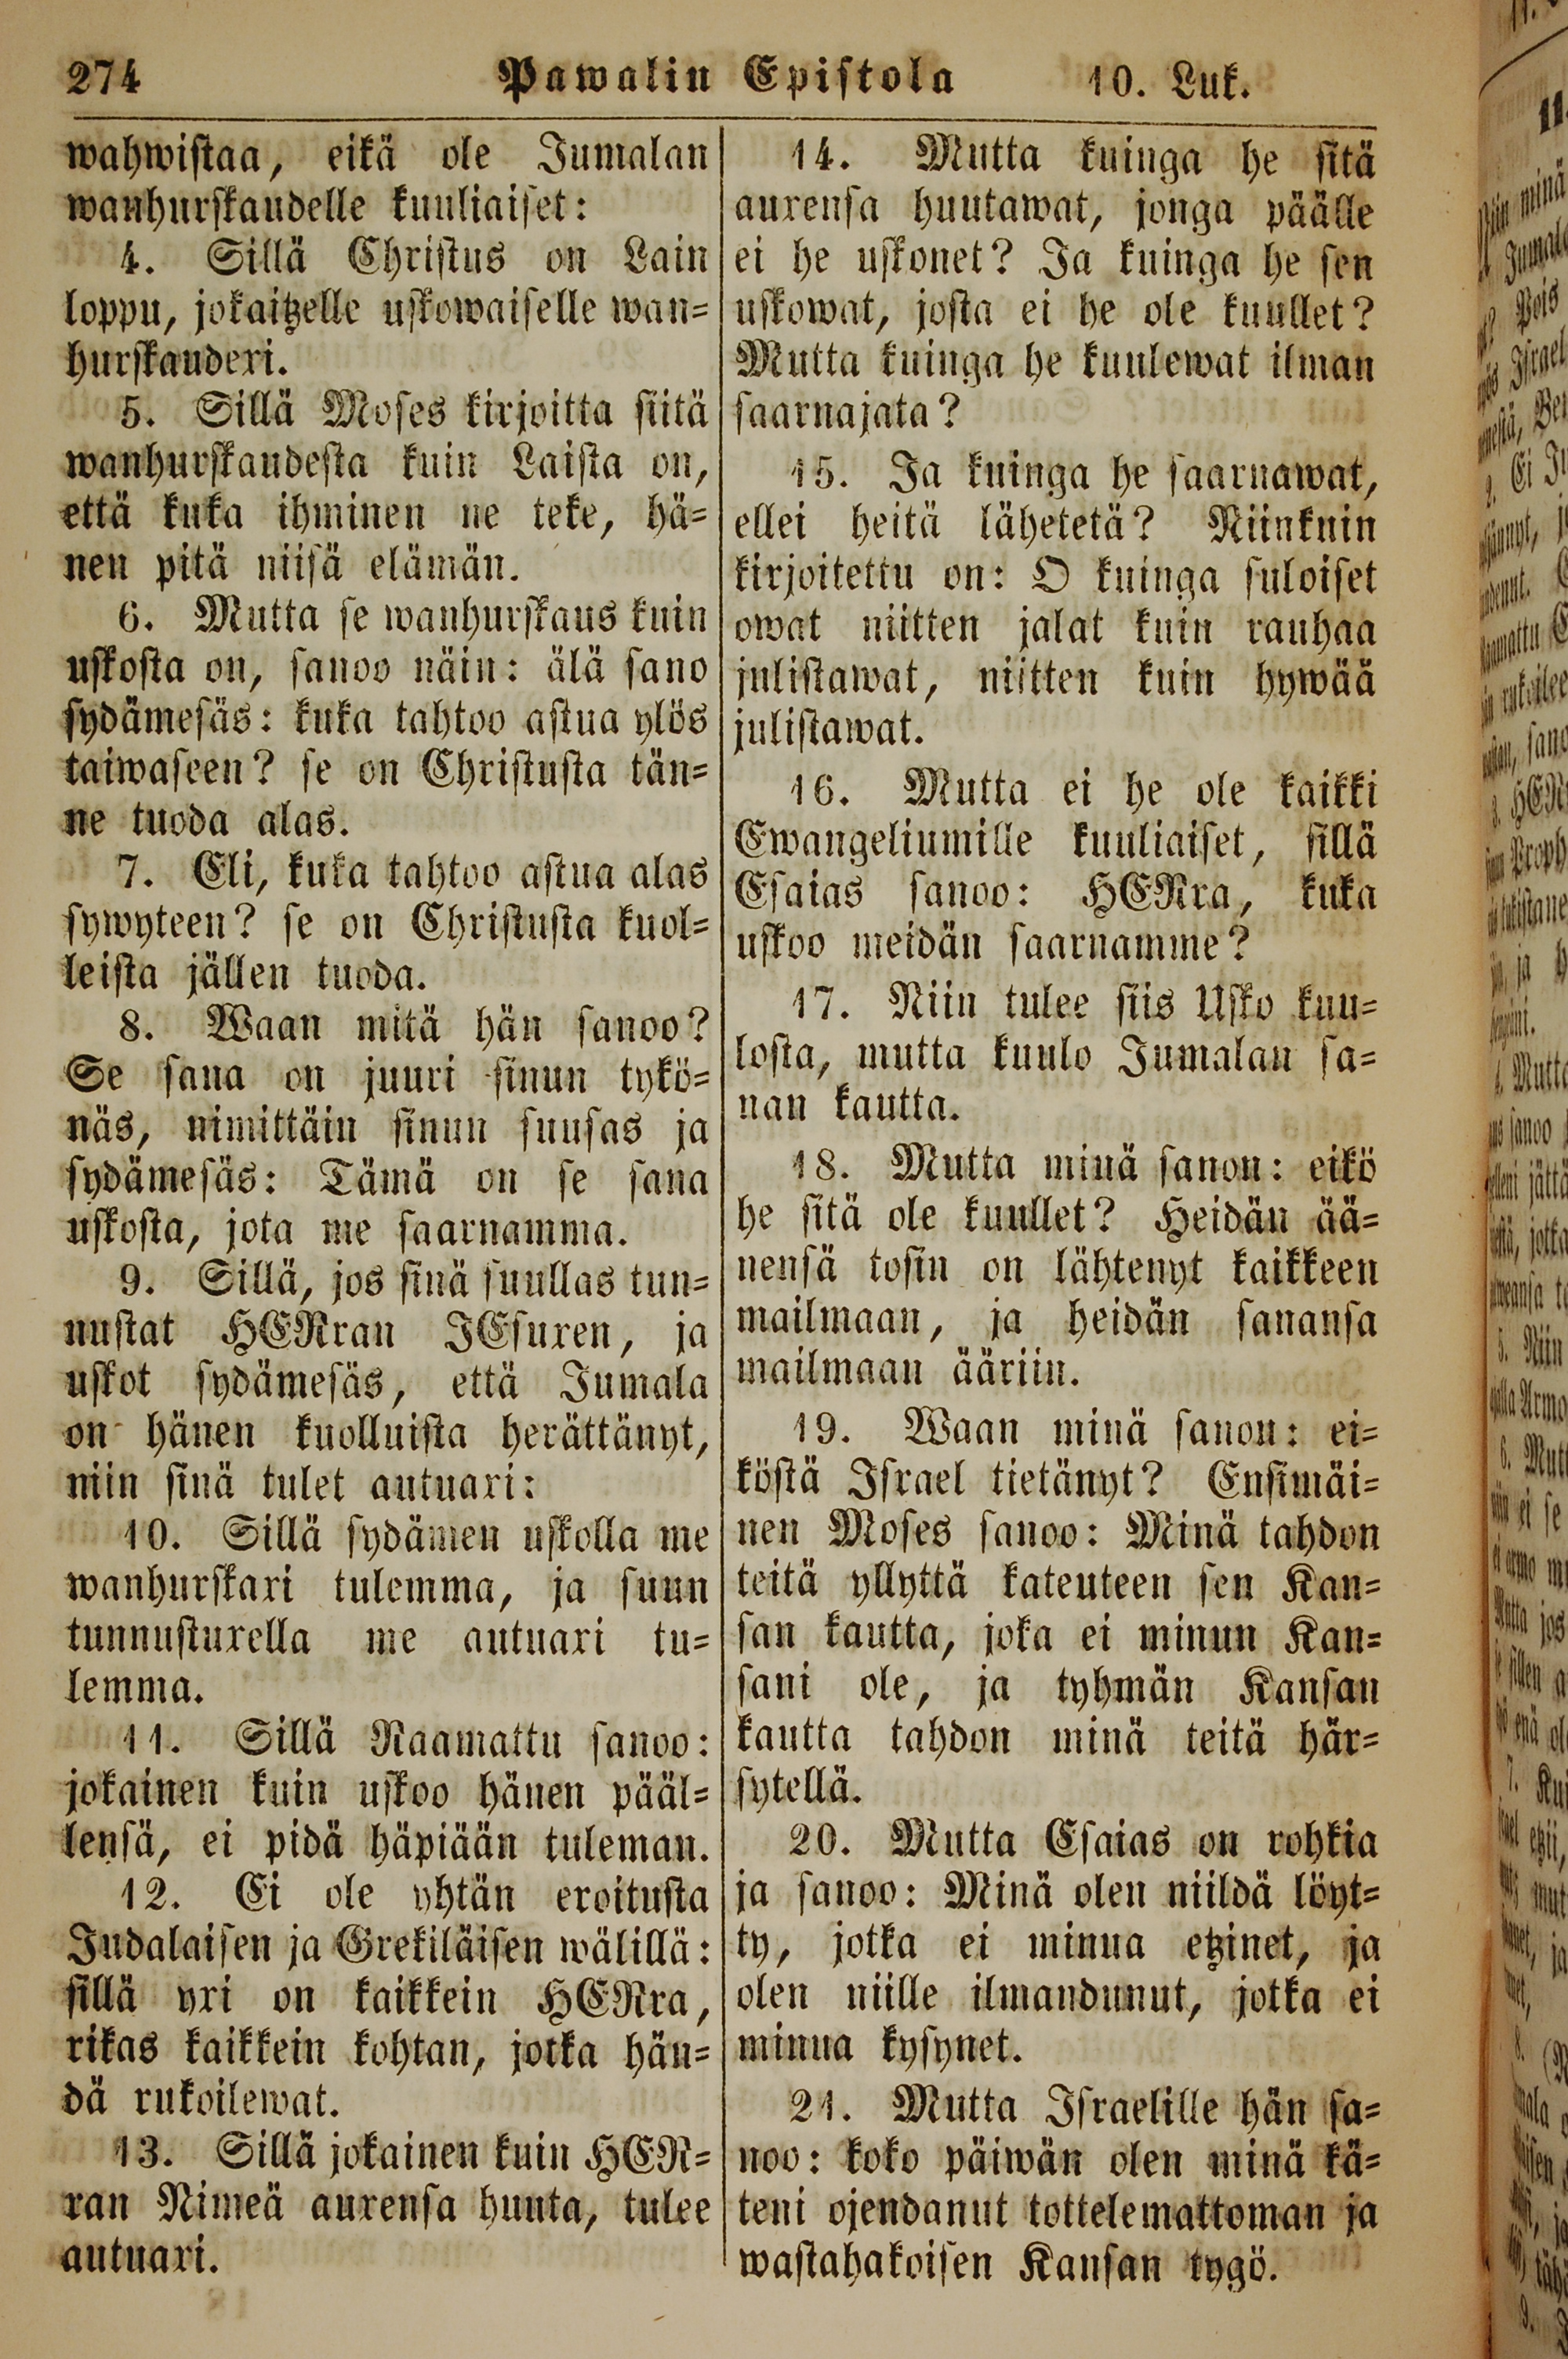 274 Pawalin Epistola 10. Luk.
wahwistaa, eikä ole Jumalan
wanhurskaudelle kuuliaiset:
4. Sillä Christus on Lain
loppu, jokaitzelle uskowaiselle wan=
hurskaudexi.
5. Sillä Moses kirjoitta siitä
wanhurskaudesta kuin Laista on,
että kuka ihminen ne teke, hä=
nen pitä niisä elämän.
6. Mutta se wanhurskaus kuin
uskosta on, sanoo näin: älä sano
sydämesäs: kuka tahtoo astua ylös
taiwaseen? se on Christusta tän=
ne tuoda alas.
7. Eli, kuka tahtoo astua alas
sywyteen? se on Christusta kuol=
leista jällen tuoda.
8. Waan mitä hän sanoo?
Se sana on juuri sinun tykö=
näs, nimittäin sinun suusas ja
sydämesäs: Tämä on se sana
uskosta, jota me saarnamma.
9. Sillä, jos sinä suullas tun=
nustat HERran JEsuxen, ja
uskot sydämesäs, että Jumala
on hänen kuolluista herättänyt,
niin sinä tulet autuaxi:
10. Sillä sydämen uskolla me
wanhurskaxi tulemma, ja suun
tunnustuxella me autuaxi tu=
lemma.
11. Sillä Raamattu sanoo:
jokainen kuin uskoo hänen pääl=
lensä, ei pidä häpiään tuleman.
12. Ei ole yhtän eroitusta
Judalaisen ja Grekiläisen wälillä:
sillä yxi on kaikkein HERra,
rikas kaikkein kohtan, jotka hän=
dä rukoilewat.
13. Sillä jokainen kuin HER=
ran Nimeä auxensa huuta, tulee
autuaxi.
14. Mutta kuinga he sitä
auxensa huutawat, jonga päälle
ei he uskonet? Ja kuinga he sen
uskowat, josta ei he ole kuullet?
Mutta kuinga he kuulewat ilman
saarnajata?
15. Ja kuinga he saarnawat,
ellei heitä lähetetä? Niinkuin
kirjoitettu on: O kuinga suloiset
owat niitten jalat kuin rauhaa
julistawat, niitten kuin hywää
julistawat.
16. Mutta ei he ole kaikki
Ewangeliumille kuuliaiset, sillä
Esaias sanoo: HERra, kuka
uskoo meidän saarnamme?
17. Niin tulee siis Usko kuu=
losta, mutta kuulo Jumalan sa=
nan kautta.
18. Mutta minä sanon: eikö
he sitä ole kuullet? Heidän ää=
nensä tosin on lähtenyt kaikkeen
mailmaan, ja heidän sanansa
mailmaan ääriin.
19. Waan minä sanon: ei=
köstä Israel tietänyt? Ensimäi=
nen Moses sanoo: Minä tahdon
teitä yllyttä kateuteen sen Kan=
san kautta, joka ei minun Kan=
sani ole, ja tyhmän Kansan
kautta tahdon minä teitä här=
sytellä.
20. Mutta Esaias on rohkia
ja sanoo: Minä olen niildä löyt=
ty, jotka ei minua etzinet, ja
olen niille ilmandunut, jotka ei
minua kysynet.
21. Mutta Israelille hän sa=
noo: koko päiwän olen minä kä=
teni ojendanut tottelemattoman ja
wastahakoisen Kansan tygö.